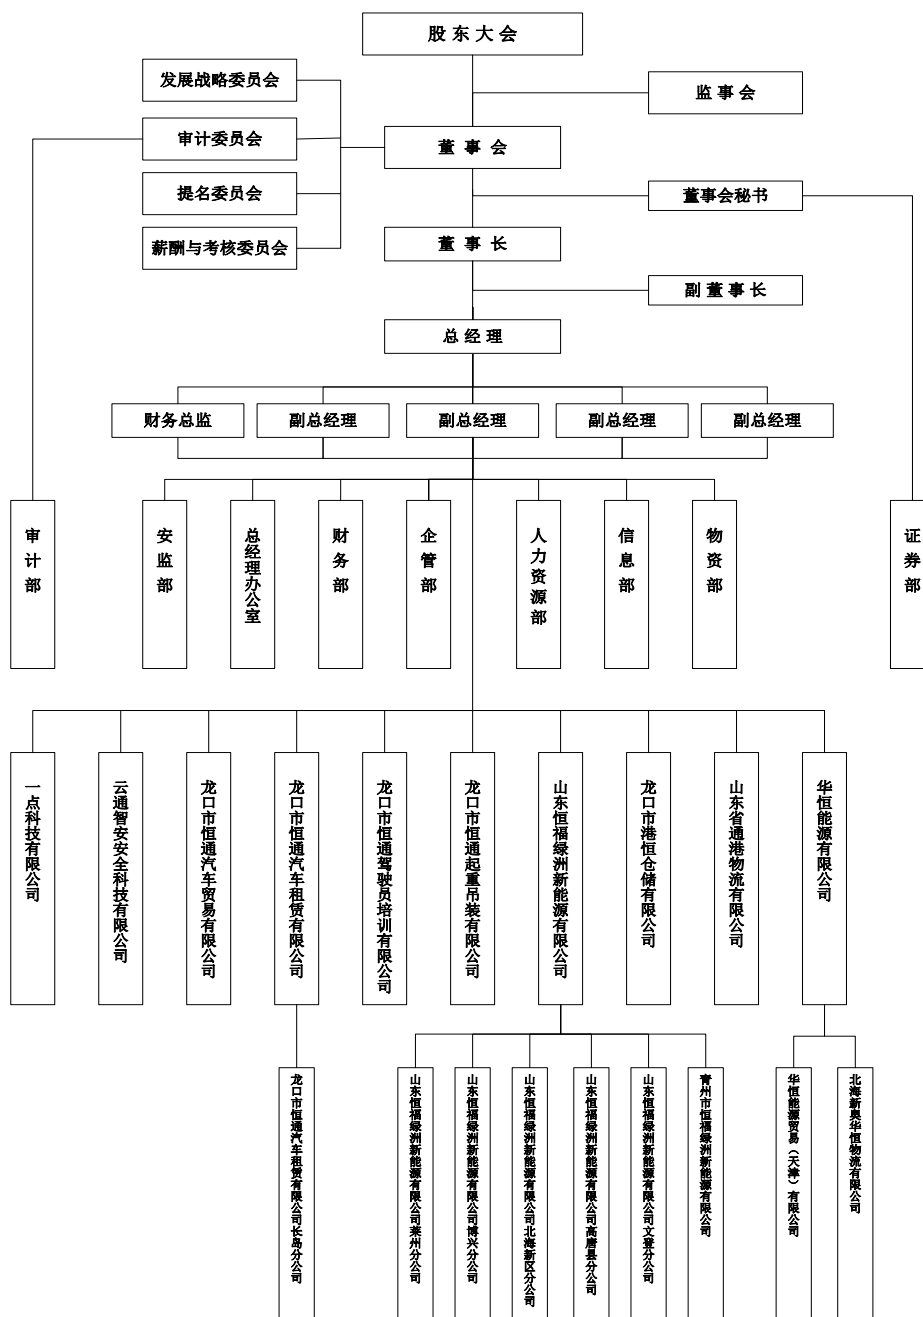 股 东 大 会
发展战略委员会
监 事 会
审计委员会
董 事 会
提名委员会
董事会秘书
董 事 长
薪酬与考核委员会
副 董 事 长
总 经 理
财务总监
副总经理
副总经理
副总经理
副总经理
审计部
安监部
总经理办公室
财务部
企管部
人力资源部
信息部
物资部
证券部
一点科技有限公司
云通智安安全科技有限公司
龙口市恒通汽车贸易有限公司
龙口市恒通汽车租赁有限公司
龙口市恒通驾驶员培训有限公司
龙口市恒通起重吊装有限公司
山东恒福绿洲新能源有限公司
龙口市港恒仓储有限公司
山东省通港物流有限公司
华恒能源有限公司
龙口市恒通汽车租赁有限公司长岛分公司
山东恒福绿洲新能源有限公司莱州分公司
山东恒福绿洲新能源有限公司博兴分公司
山东恒福绿洲新能源有限公司北海新区分公司
山东恒福绿洲新能源有限公司高唐县分公司
山东恒福绿洲新能源有限公司文登分公司
青州市恒福绿洲新能源有限公司
华恒能源贸易（天津）有限公司
北海新奥华恒物流有限公司